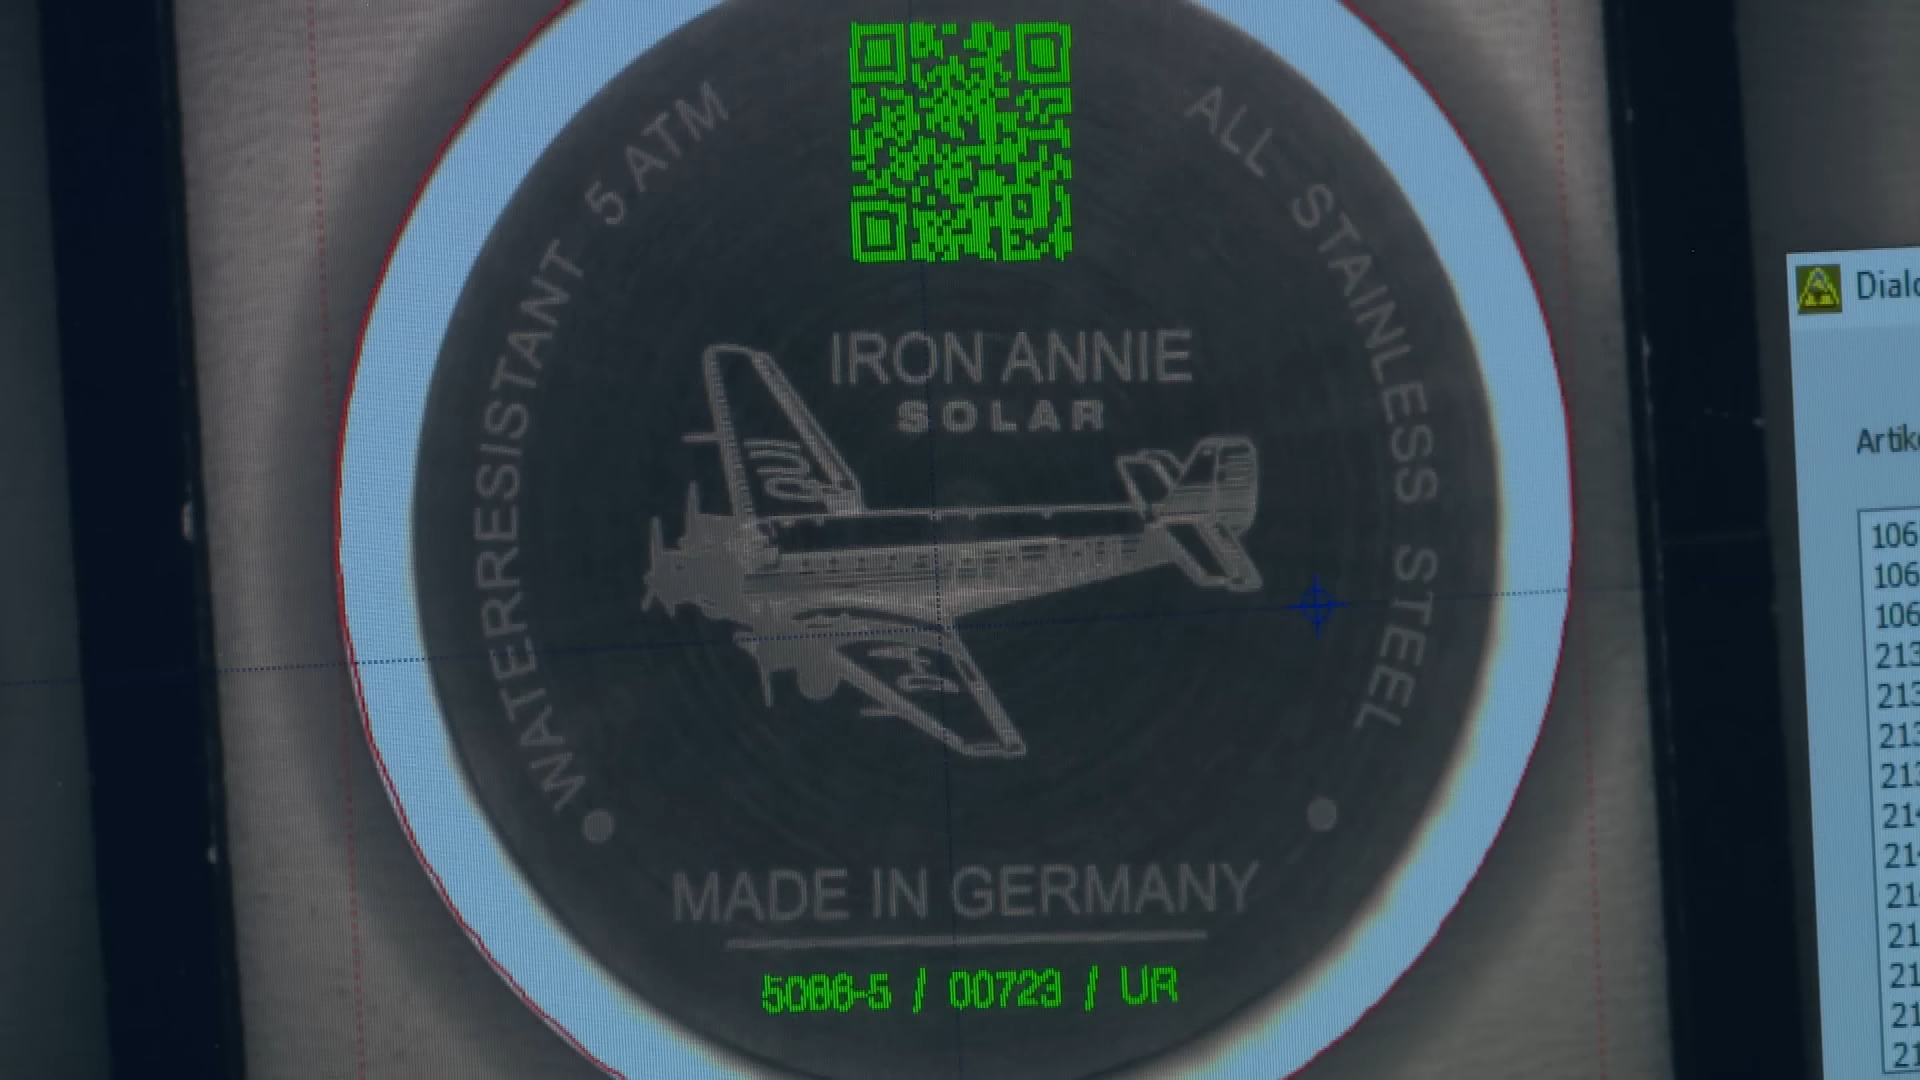 WATERRESISTANT 5 ATM
ALL STAINLESS STEEL
IRON ANNIE
SOLAR
MADE IN GERMANY
5086-5 / 00723 / UR
Dialo
Artike
106
106
106
213
213
213
213
214
214
21
21
21
21
21